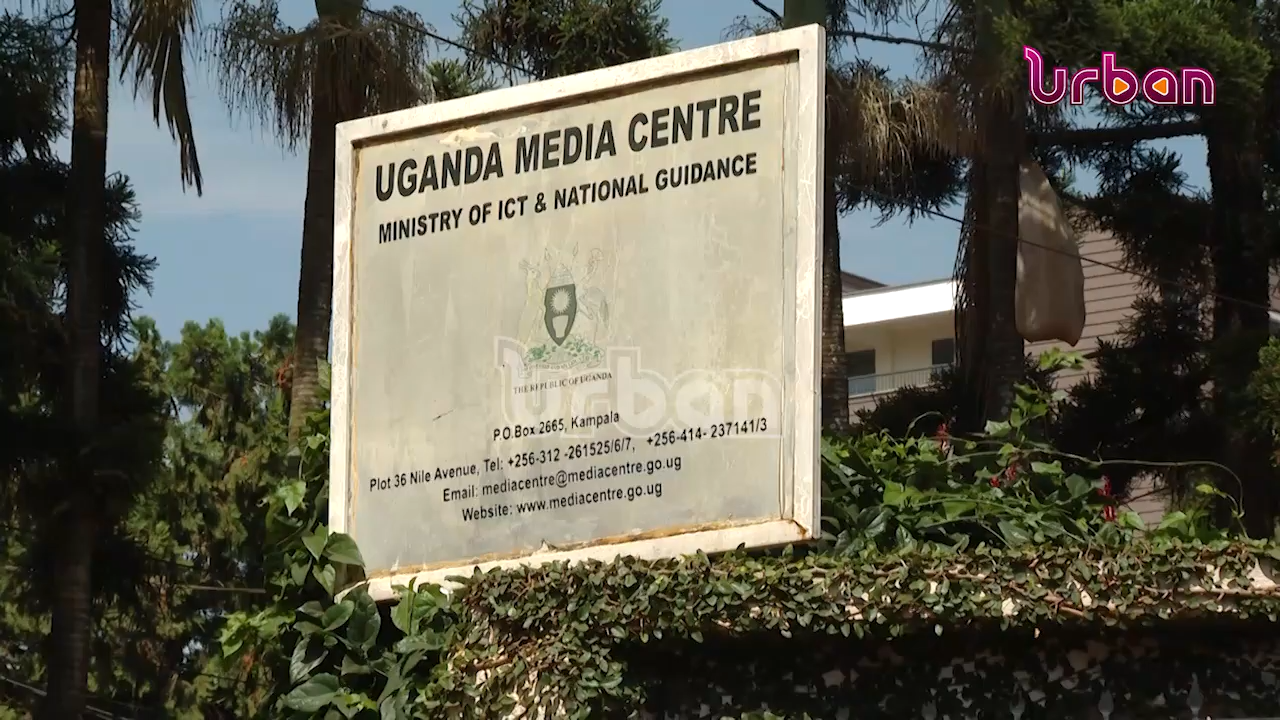 Urban
UGANDA MEDIA CENTRE
MINISTRY OF ICT & NATIONAL GUIDANCE
THE REPUBLIC OF UGANDA
Urban
P.O.Box 2665, Kampala
Plot 36 Nile Avenue, Tel: +256-312 -261525/6/7, +256-414- 237141/3
Email: mediacentre@mediacentre.go.ug
Website: www.mediacentre.go.ug